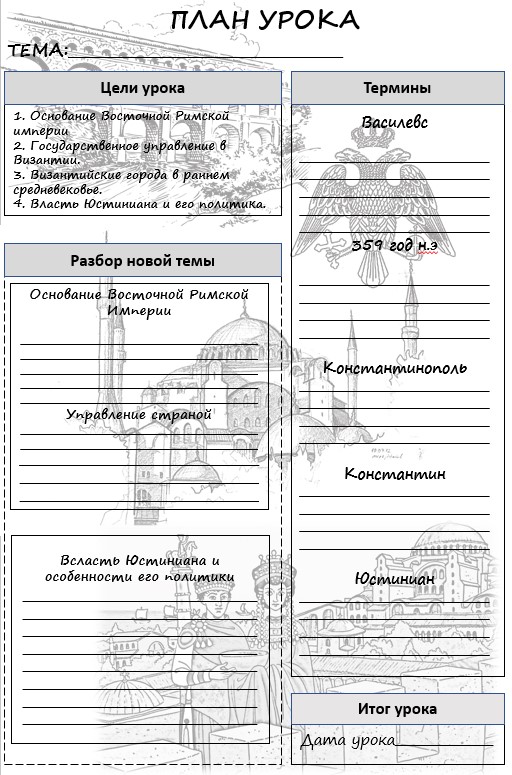 ПЛАН УРОКА
ТЕМА:
Цели урока
1. Основание Восточной Римской
империи
2. Государственное управление в
Византии.
3. Византийские города в раннем
средневековье.
4. Власть Юстиниана и его политика.
Разбор новой темы
Основание Восточной Римской
Империи
Управление страной
Всласть Юстиниана и
особенности его политики
Термины
Василевс
359 год н.э
Константинополь
Константин
Юстиниан
Итог урока
Дата урока